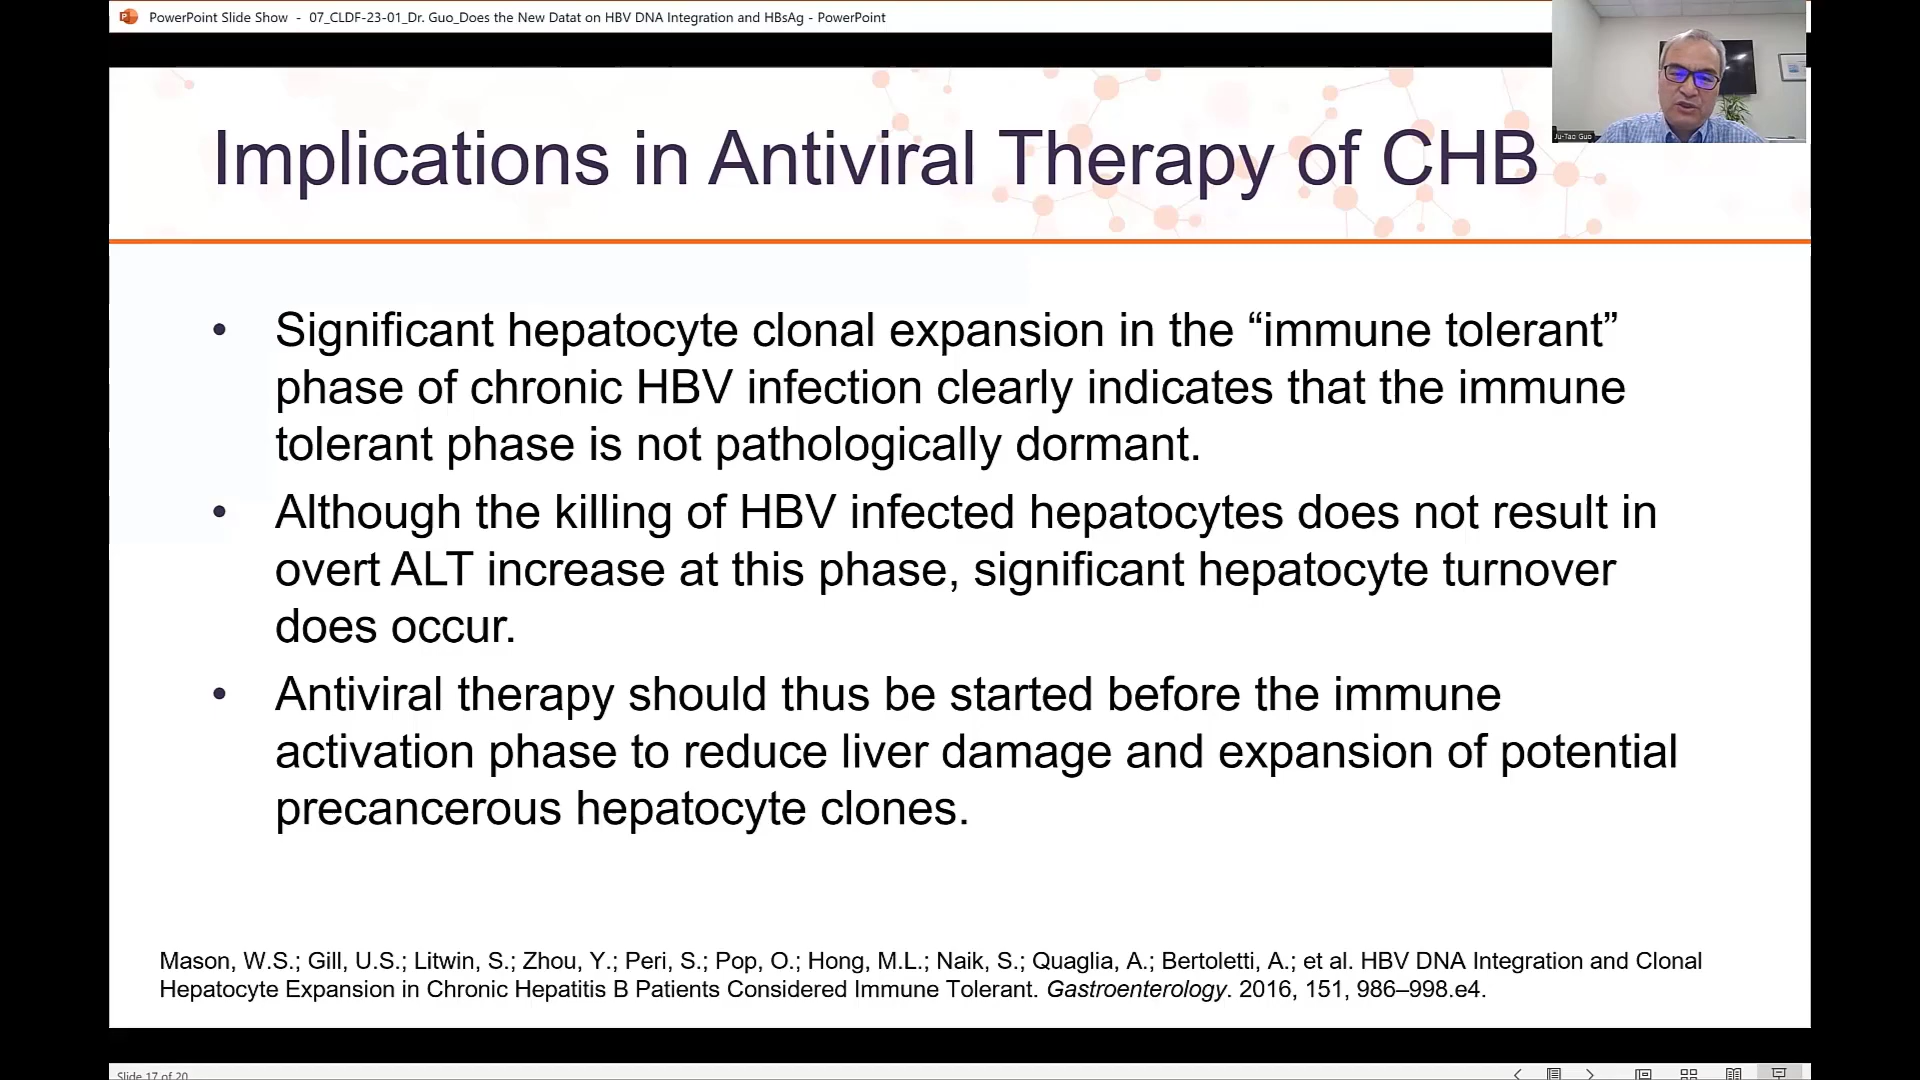 PowerPoint Slide Show - 07_CLDF-23-01_Dr. Guo_Does the New Datat on HBV DNA Integration and HBsAg - PowerPoint
Ju-Tao Guo
Implications in Antiviral Therapy of CHB
• Significant hepatocyte clonal expansion in the “immune tolerant”
phase of chronic HBV infection clearly indicates that the immune
tolerant phase is not pathologically dormant.
• Although the killing of HBV infected hepatocytes does not result in
overt ALT increase at this phase, significant hepatocyte turnover
does occur.
• Antiviral therapy should thus be started before the immune
activation phase to reduce liver damage and expansion of potential
precancerous hepatocyte clones.
Mason, W.S.; Gill, U.S.; Litwin, S.; Zhou, Y.; Peri, S.; Pop, O.; Hong, M.L.; Naik, S.; Quaglia, A.; Bertoletti, A.; et al. HBV DNA Integration and Clonal
Hepatocyte Expansion in Chronic Hepatitis B Patients Considered Immune Tolerant. Gastroenterology. 2016, 151, 986–998.e4.
Slide 17 of 20